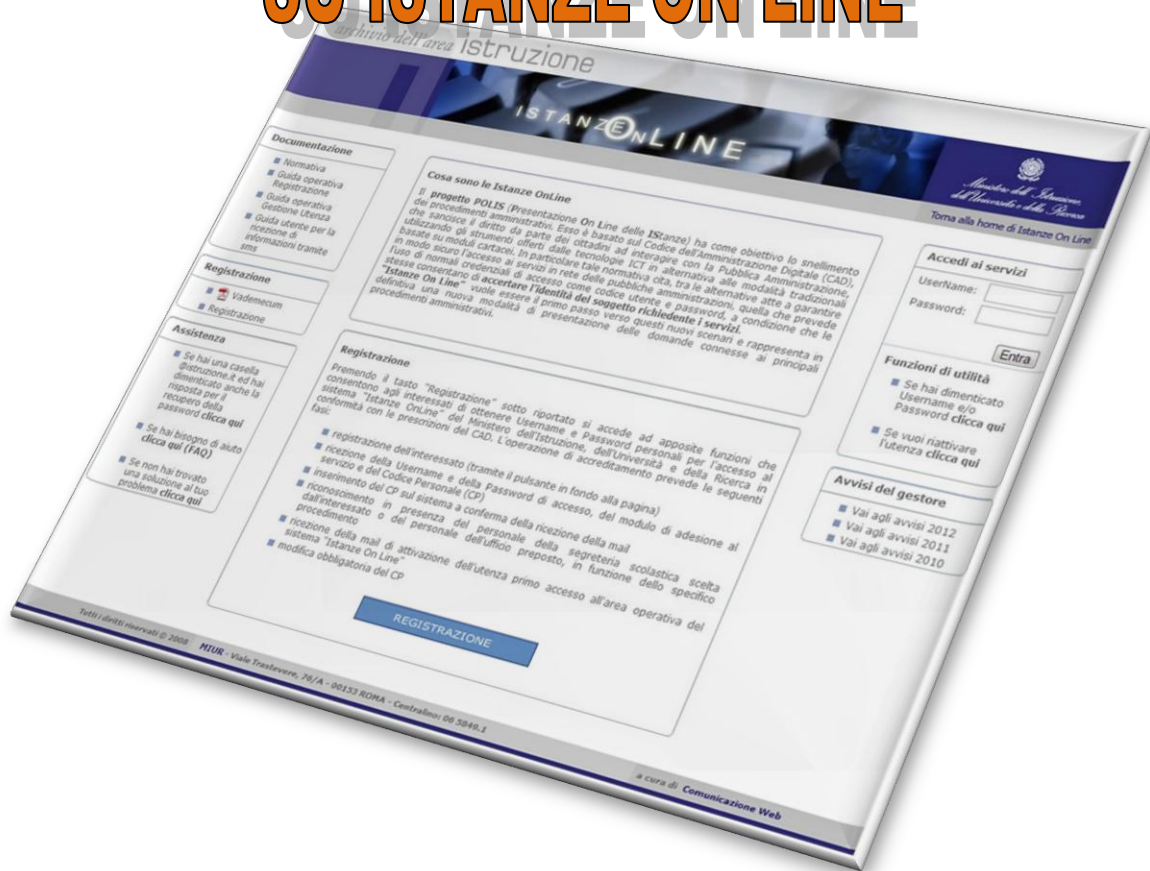 SU ISTANZE ON LINE
archivio dell'area istruzione
ISTANZE ON LINE
Ministero dell'Istruzione,
dell'Università e della Ricerca
Torna alla home di Istanze On Line
Documentazione
Normativa
Guida operativa
Registrazione
Guida operativa
Gestione Utenza
Guida utente per la
ricezione di
informazioni tramite
sms
Registrazione
Vademecum
Registrazione
Assistenza
Se hai una casella
@istruzione.it ed hai
dimenticato anche la
risposta per il
recupero della
password clicca qui
Se hai bisogno di aiuto
clicca qui (FAQ)
Se non hai trovato
una soluzione al tuo
problema clicca qui
Cosa sono le Istanze OnLine
Il progetto POLIS (Presentazione On Line delle IStanze) ha come obiettivo lo snellimento
dei procedimenti amministrativi. Esso è basato sul Codice dell'Amministrazione Digitale (CAD),
che sancisce il diritto da parte dei cittadini ad interagire con la Pubblica Amministrazione,
utilizzando gli strumenti offerti dalle tecnologie ICT in alternativa alle modalità tradizionali
basate su moduli cartacei. In particolare tale normativa cita, tra le alternative atte a garantire
in modo sicuro l'accesso ai servizi in rete delle pubbliche amministrazioni, quella che prevede
l'uso di normali credenziali di accesso come codice utente e password, a condizione che le
stesse consentano di accertare l'identità del soggetto richiedente i servizi.
"Istanze On Line" vuole essere il primo passo verso questi nuovi scenari e rappresenta in
definitiva una nuova modalità di presentazione delle domande connesse ai principali
procedimenti amministrativi.
Registrazione
Premendo il tasto "Registrazione" sotto riportato si accede ad apposite funzioni che
consentono agli interessati di ottenere Username e Password personali per l'accesso al
sistema "Istanze OnLine" del Ministero dell'Istruzione, dell'Università e della Ricerca in
conformità con le prescrizioni del CAD. L'operazione di accreditamento prevede le seguenti
fasi:
registrazione dell'interessato (tramite il pulsante in fondo alla pagina)
ricezione della Username e della Password di accesso, del modulo di adesione al
servizio e del Codice Personale (CP)
inserimento del CP sul sistema a conferma della ricezione della mail
riconoscimento in presenza del personale della segreteria scolastica scelta
dall'interessato o del personale dell'ufficio preposto, in funzione dello specifico
procedimento
ricezione della mail di attivazione dell'utenza primo accesso all'area operativa del
sistema "Istanze On Line"
modifica obbligatoria del CP
REGISTRAZIONE
Accedi ai servizi
UserName:
Password:
Entra
Funzioni di utilità
Se hai dimenticato
Username e/o
Password clicca qui
Se vuoi riattivare
l'utenza clicca qui
Avvisi del gestore
Vai agli avvisi 2012
Vai agli avvisi 2011
Vai agli avvisi 2010
Tutti i diritti riservati © 2008 MIUR - Viale Trastevere, 76/A - 00153 ROMA - Centralino: 06 5849.1
a cura di Comunicazione Web